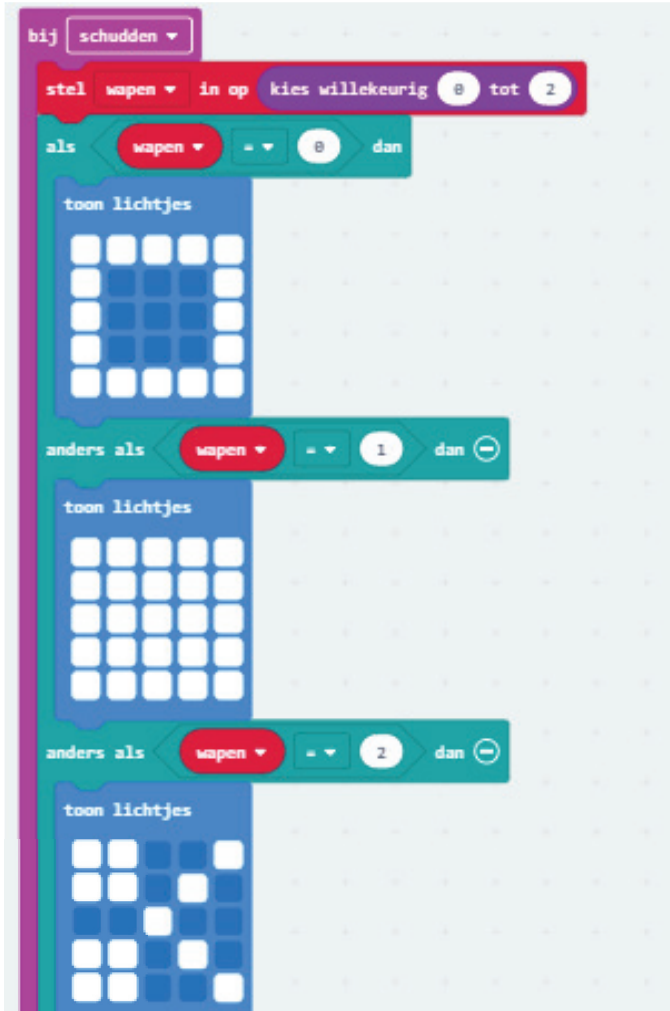 bij schudden
stel wapen in op kies willekeurig 0 tot 2
als wapen = 0 dan
toon lichtjes
anders als wapen = 1 dan
toon lichtjes
anders als wapen = 2 dan
toon lichtjes